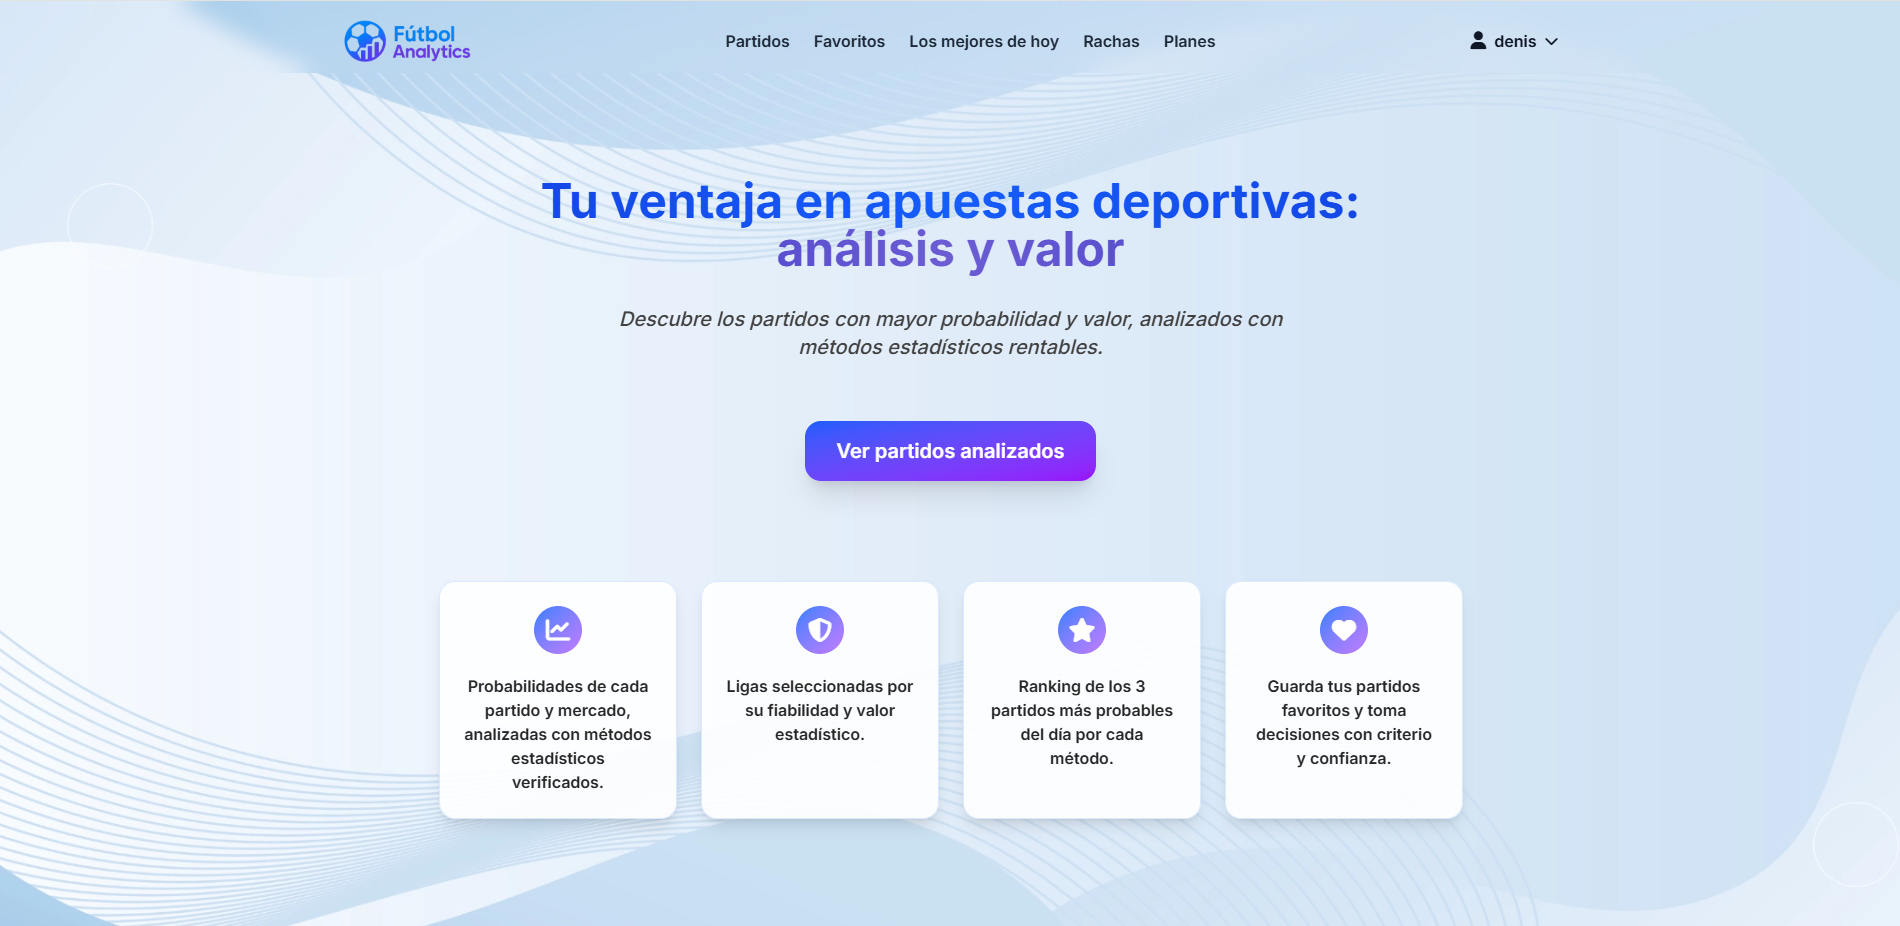 Fútbol
Analytics
Partidos
Favoritos
Los mejores de hoy
Rachas
Planes
denis
Tu ventaja en apuestas deportivas:
análisis y valor
Descubre los partidos con mayor probabilidad y valor, analizados con
métodos estadísticos rentables.
Ver partidos analizados
Probabilidades de cada
partido y mercado,
analizadas con métodos
estadísticos
verificados.
Ligas seleccionadas por
su fiabilidad y valor
estadístico.
Ranking de los 3
partidos más probables
del día por cada
método.
Guarda tus partidos
favoritos y toma
decisiones con criterio
y confianza.